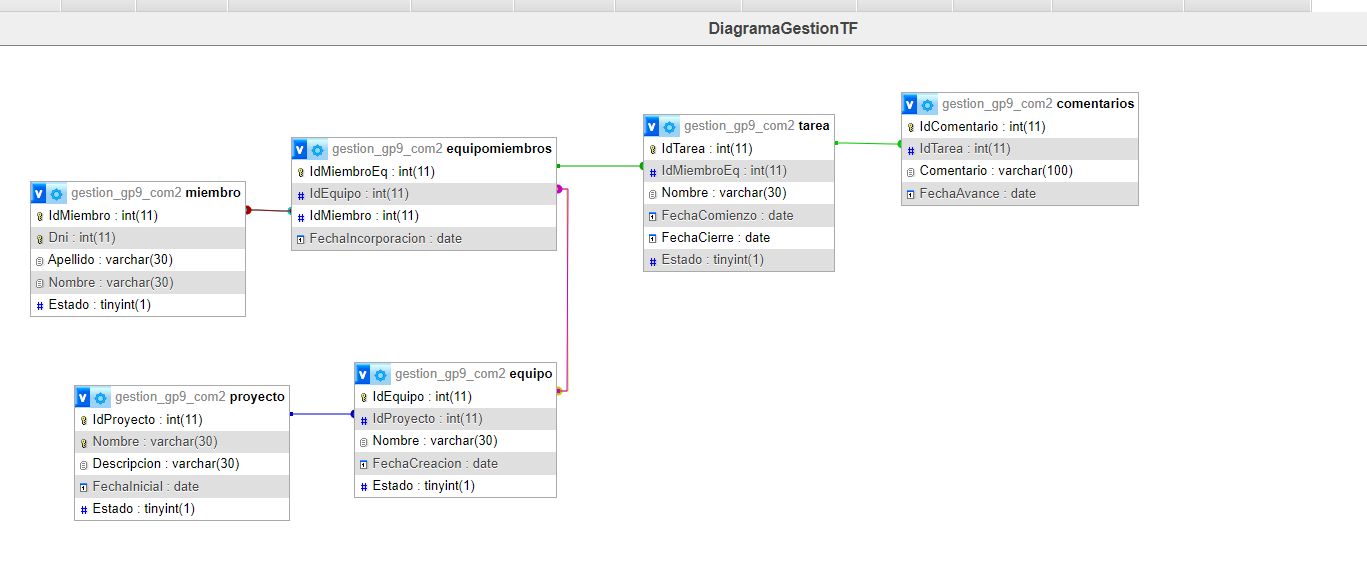 DiagramaGestionTF
gestion_gp9_com2 miembro
IdMiembro : int(11)
Dni : int(11)
Apellido : varchar(30)
Nombre : varchar(30)
Estado : tinyint(1)
gestion_gp9_com2 equipomiembros
IdMiembroEq : int(11)
IdEquipo : int(11)
IdMiembro : int(11)
FechaIncorporacion : date
gestion_gp9_com2 tarea
IdTarea : int(11)
IdMiembroEq : int(11)
Nombre : varchar(30)
FechaComienzo : date
FechaCierre : date
Estado : tinyint(1)
gestion_gp9_com2 comentarios
IdComentario : int(11)
IdTarea : int(11)
Comentario : varchar(100)
FechaAvance : date
gestion_gp9_com2 proyecto
IdProyecto : int(11)
Nombre : varchar(30)
Descripcion : varchar(30)
FechaInicial : date
Estado : tinyint(1)
gestion_gp9_com2 equipo
IdEquipo : int(11)
IdProyecto : int(11)
Nombre : varchar(30)
FechaCreacion : date
Estado : tinyint(1)